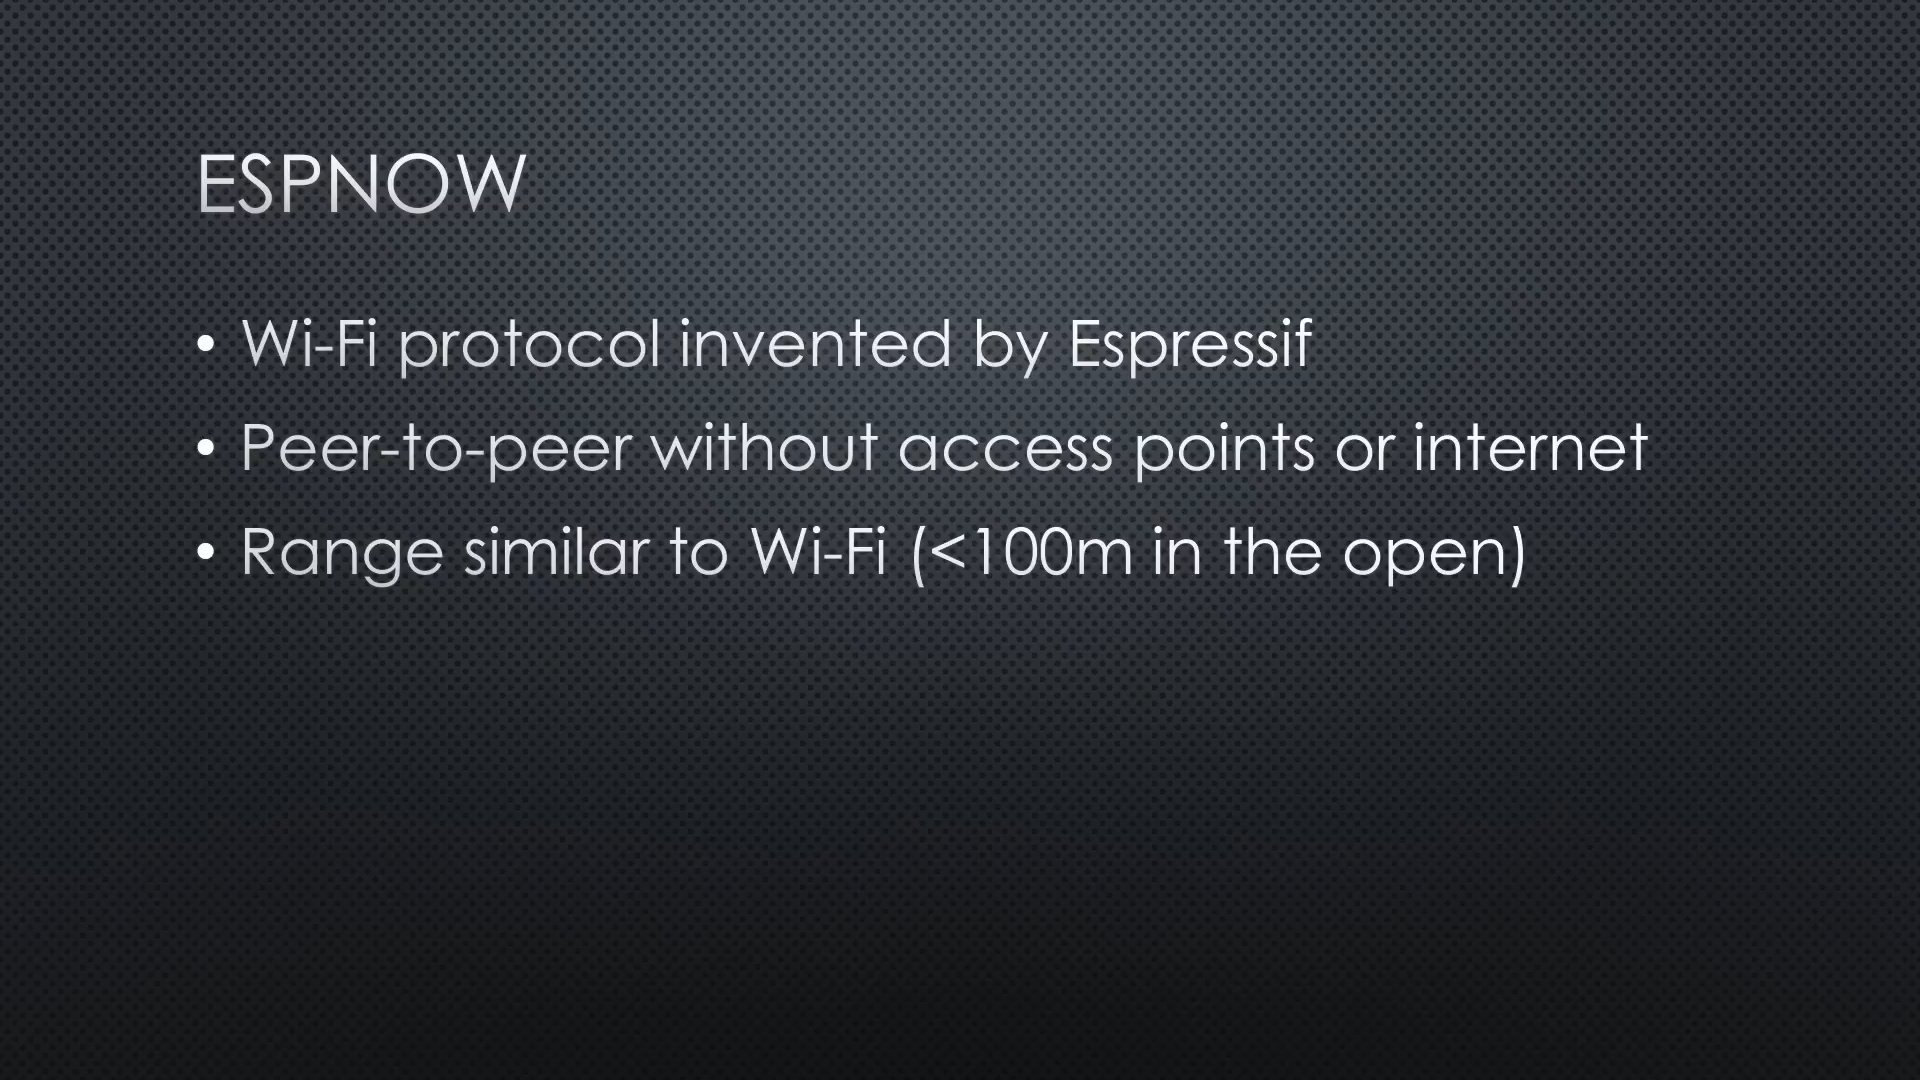 ESPNOW
• Wi-Fi protocol invented by Espressif
• Peer-to-peer without access points or internet
• Range similar to Wi-Fi (<100m in the open)